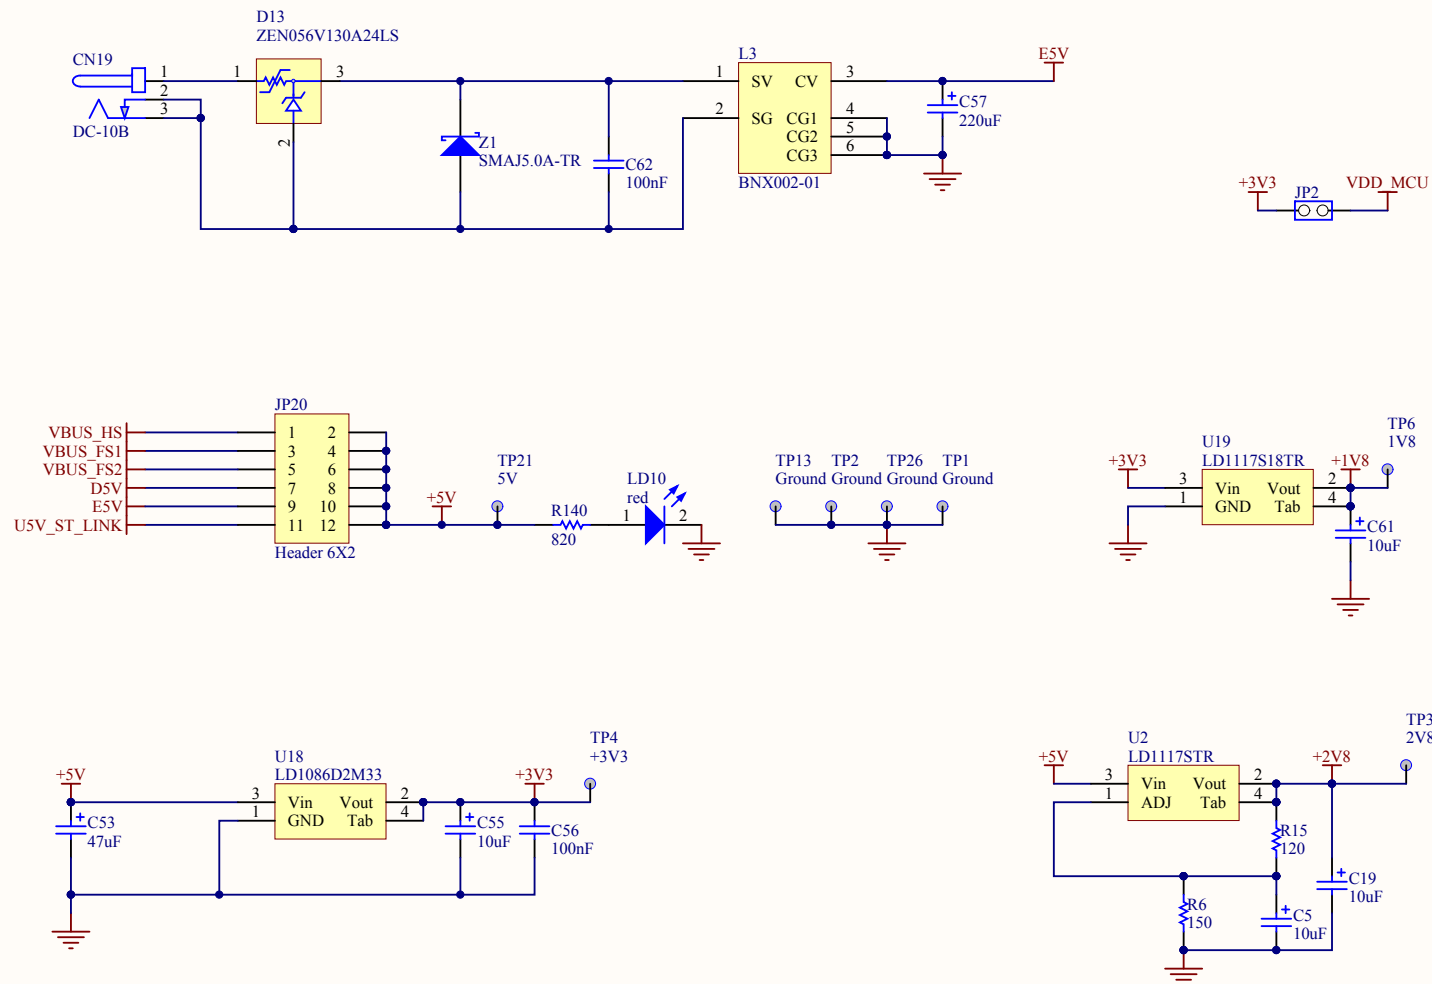 D13
ZEN056V130A24LS
CN19
1
2
3
DC-10B
1
3
2
Z1
SMAJ5.0A-TR
C62
100nF
L3
1 SV CV 3
2 SG CG1 4
CG2 5
CG3 6
BNX002-01
E5V
C57
220uF
+3V3
JP2
VDD_MCU
JP20
VBUS_HS 1 2
VBUS_FS1 3 4
VBUS_FS2 5 6
D5V 7 8
E5V 9 10
U5V_ST_LINK 11 12
Header 6X2
+5V
TP21
5V
R140
820
LD10
red
1 2
TP13 TP2 TP26 TP1
Ground Ground Ground Ground
TP6
1V8
U19
LD1117S18TR
+3V3
+1V8
3 Vin Vout 2
1 GND Tab 4
C61
10uF
TP4
+3V3
U18
LD1086D2M33
+5V
+3V3
3 Vin Vout 2
1 GND Tab 4
C53
47uF
C55
10uF
C56
100nF
TP3
2V8
U2
LD1117STR
+5V
+2V8
3 Vin Vout 2
1 ADJ Tab 4
R15
120
C19
10uF
R6
150
C5
10uF